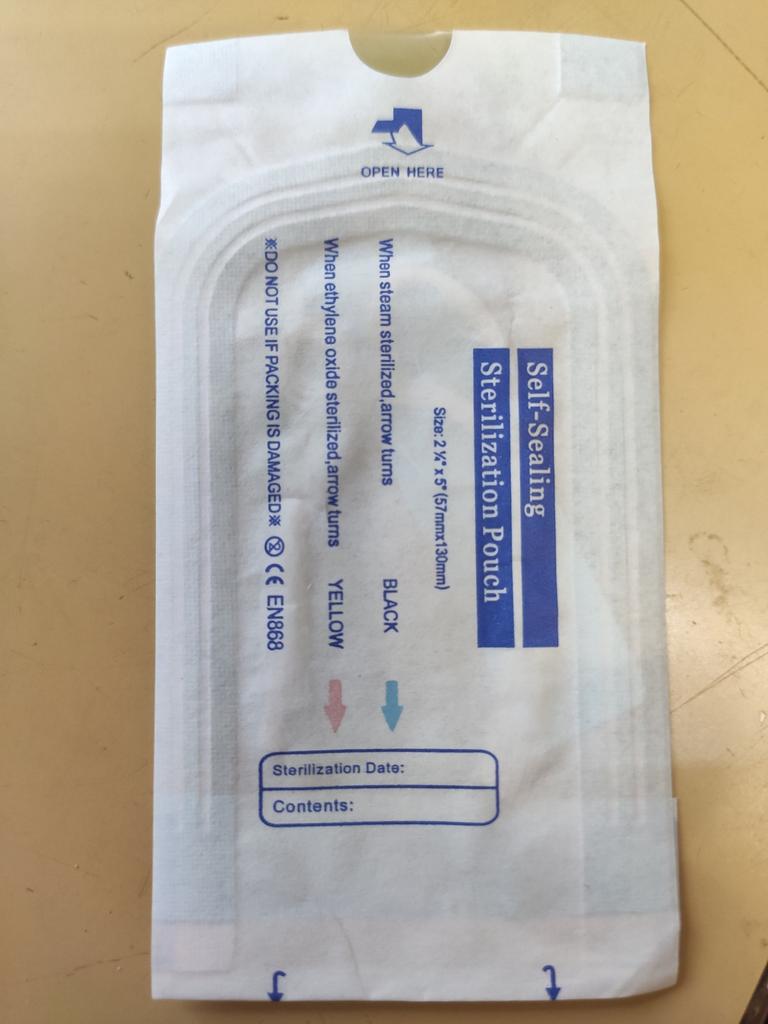 OPEN HERE
Self-Sealing
Sterilization Pouch
Size: 2 ¼" x 5" (57mmx130mm)
When steam sterilized,arrow turns BLACK
When ethylene oxide sterilized,arrow turns YELLOW
※DO NOT USE IF PACKING IS DAMAGED※ CE EN868
Sterilization Date:
Contents: